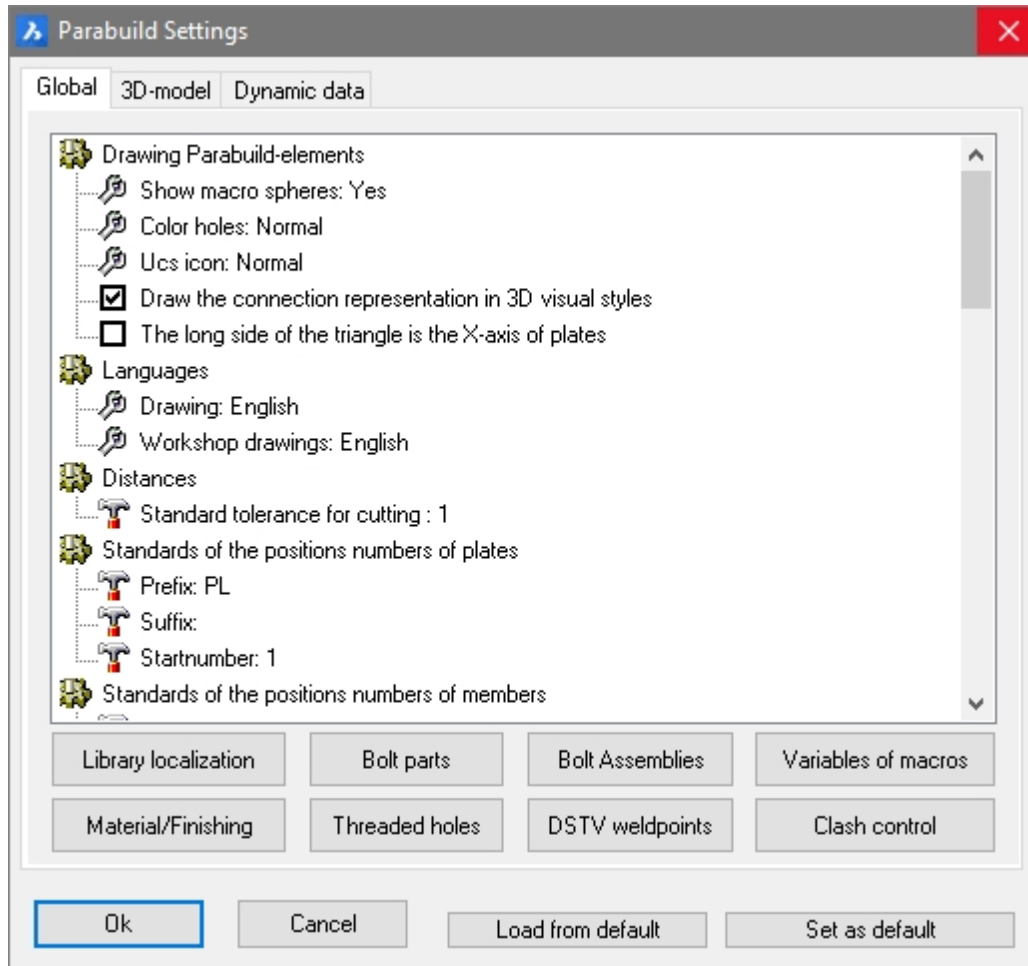 Parabuild Settings
Global 3D-model Dynamic data
Drawing Parabuild-elements
Show macro spheres: Yes
Color holes: Normal
Ucs icon: Normal
Draw the connection representation in 3D visual styles
The long side of the triangle is the X-axis of plates
Languages
Drawing: English
Workshop drawings: English
Distances
Standard tolerance for cutting : 1
Standards of the positions numbers of plates
Prefix: PL
Suffix:
Startnumber: 1
Standards of the positions numbers of members
Library localization Bolt parts Bolt Assemblies Variables of macros
Material/Finishing Threaded holes DSTV weldpoints Clash control
Ok Cancel Load from default Set as default